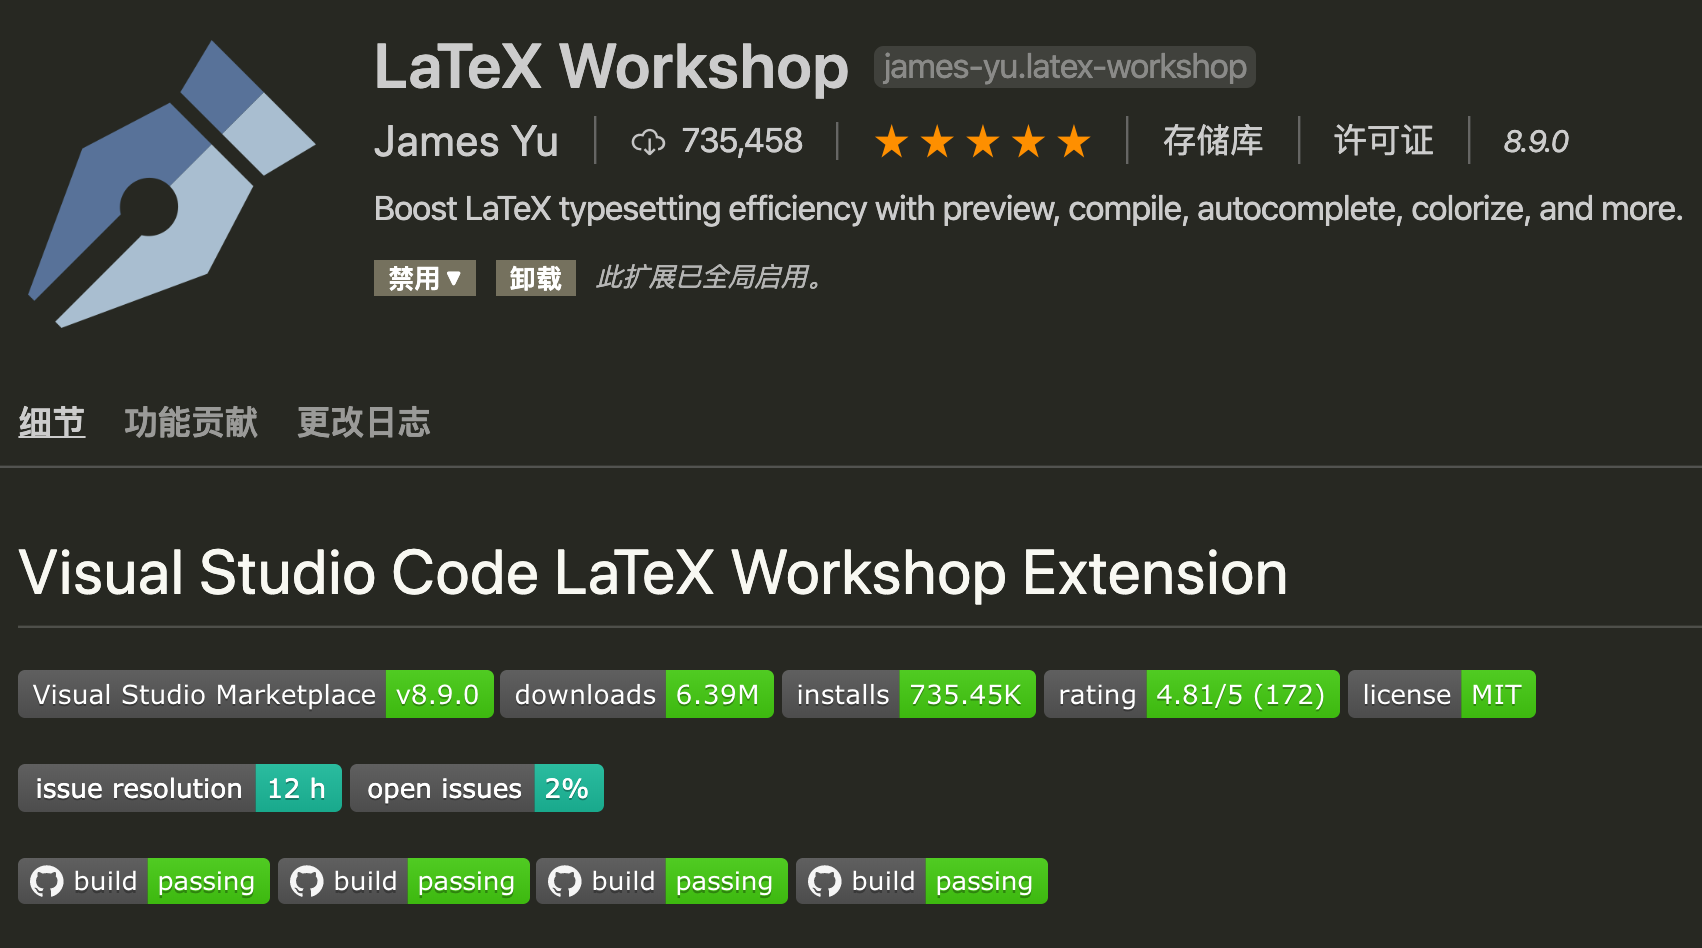 LaTeX Workshop james-yu.latex-workshop
James Yu 735,458 ★★★★★ 存储库 许可证 8.9.0
Boost LaTeX typesetting efficiency with preview, compile, autocomplete, colorize, and more.
禁用▼ 卸载 此扩展已全局启用。
细节 功能贡献 更改日志
Visual Studio Code LaTeX Workshop Extension
Visual Studio Marketplace v8.9.0 downloads 6.39M installs 735.45K rating 4.81/5 (172) license MIT
issue resolution 12 h open issues 2%
build passing build passing build passing build passing